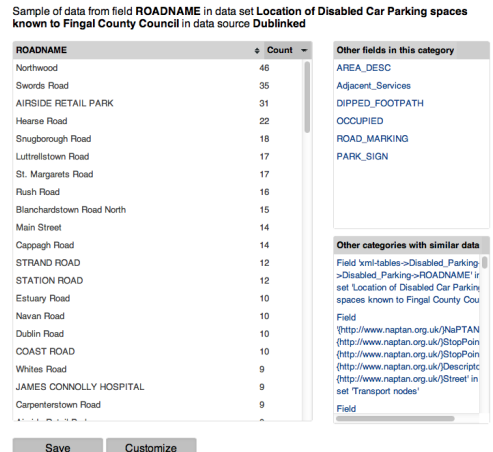 Sample of data from field ROADNAME in data set Location of Disabled Car Parking spaces
known to Fingal County Council in data source Dublinked
ROADNAME Count
Northwood 46
Swords Road 35
AIRSIDE RETAIL PARK 31
Hearse Road 22
Snugborough Road 18
Luttrellstown Road 17
St. Margarets Road 17
Rush Road 16
Blanchardstown Road North 15
Main Street 14
Cappagh Road 14
STRAND ROAD 12
STATION ROAD 12
Estuary Road 10
Navan Road 10
Dublin Road 10
COAST ROAD 10
Whites Road 9
JAMES CONNOLLY HOSPITAL 9
Carpenterstown Road 9
Other fields in this category
AREA_DESC
Adjacent_Services
DIPPED_FOOTPATH
OCCUPIED
ROAD_MARKING
PARK_SIGN
Other categories with similar data
Field 'xml-tables->Disabled_Parking-
>Disabled_Parking->ROADNAME' in
set 'Location of Disabled Car Parking
spaces known to Fingal County Cou
Field
'{http://www.naptan.org.uk/}NaPTAN
{http://www.naptan.org.uk/}StopPoin
{http://www.naptan.org.uk/}StopPoin
{http://www.naptan.org.uk/}Descripto
{http://www.naptan.org.uk/}Street' in
set 'Transport nodes'
Field
Save Customize